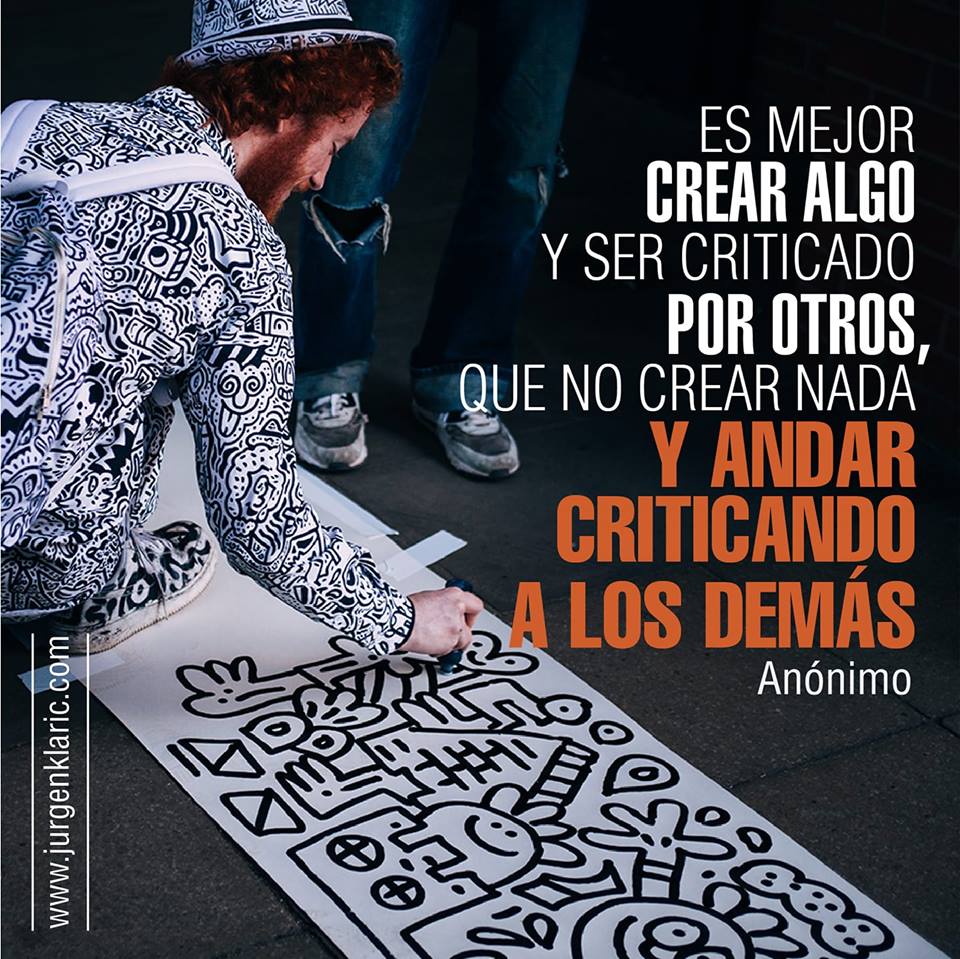 ES MEJOR
CREAR ALGO
Y SER CRITICADO
POR OTROS,
QUE NO CREAR NADA
Y ANDAR
CRITICANDO
A LOS DEMÁS
Anónimo
www.jurgenklaric.com